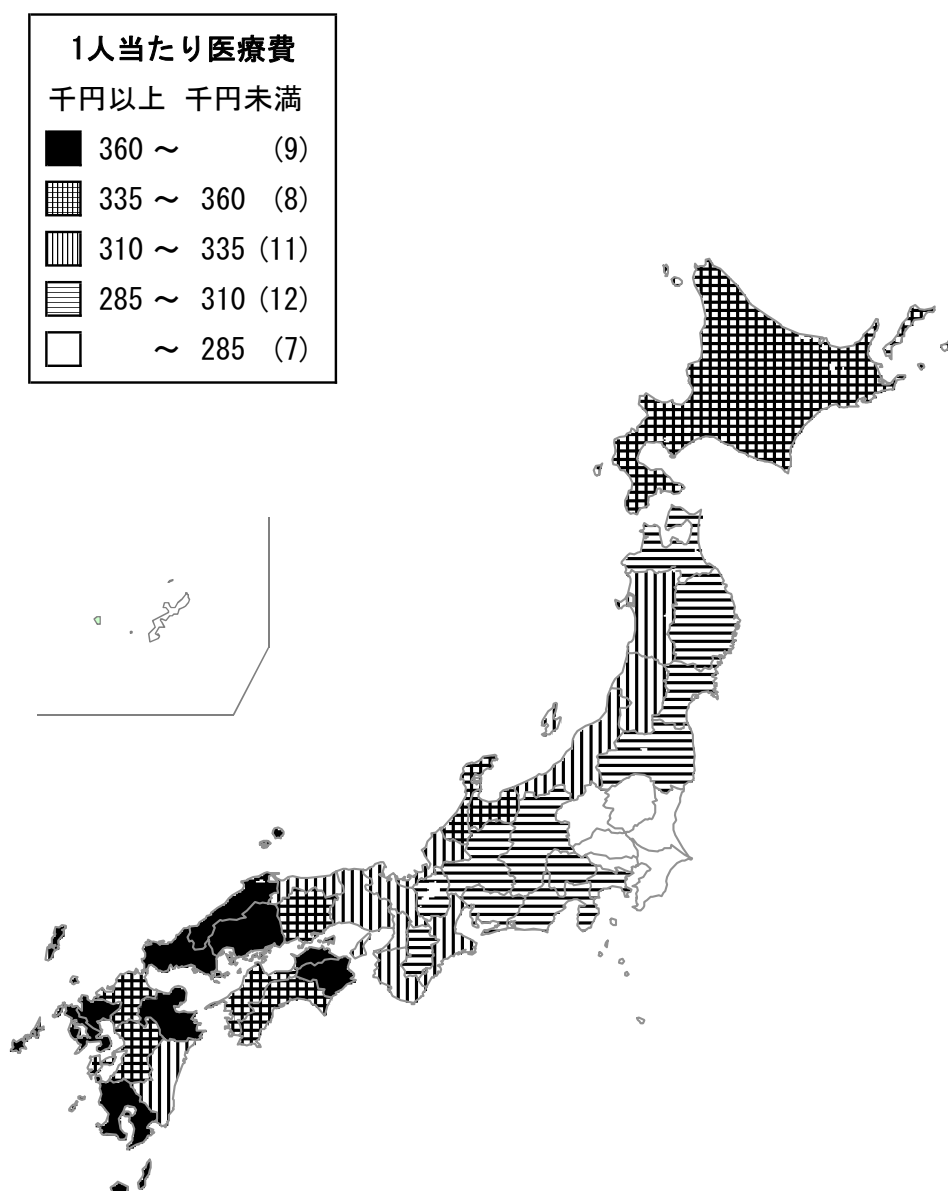 1人当たり医療費
千円以上 千円未満
360 ～ (9)
335 ～ 360 (8)
310 ～ 335 (11)
285 ～ 310 (12)
～ 285 (7)